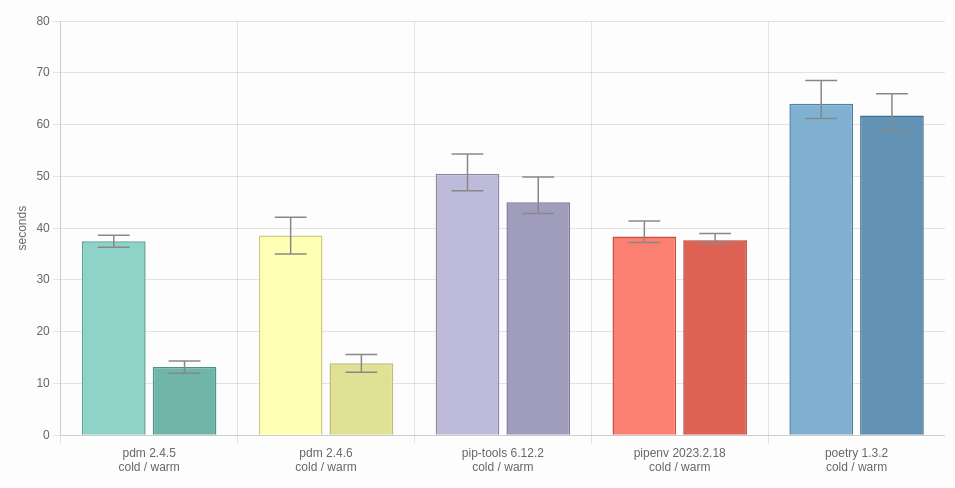 80
70
60
50
40
30
20
10
0
seconds
pdm 2.4.5
cold / warm
pdm 2.4.6
cold / warm
pip-tools 6.12.2
cold / warm
pipenv 2023.2.18
cold / warm
poetry 1.3.2
cold / warm